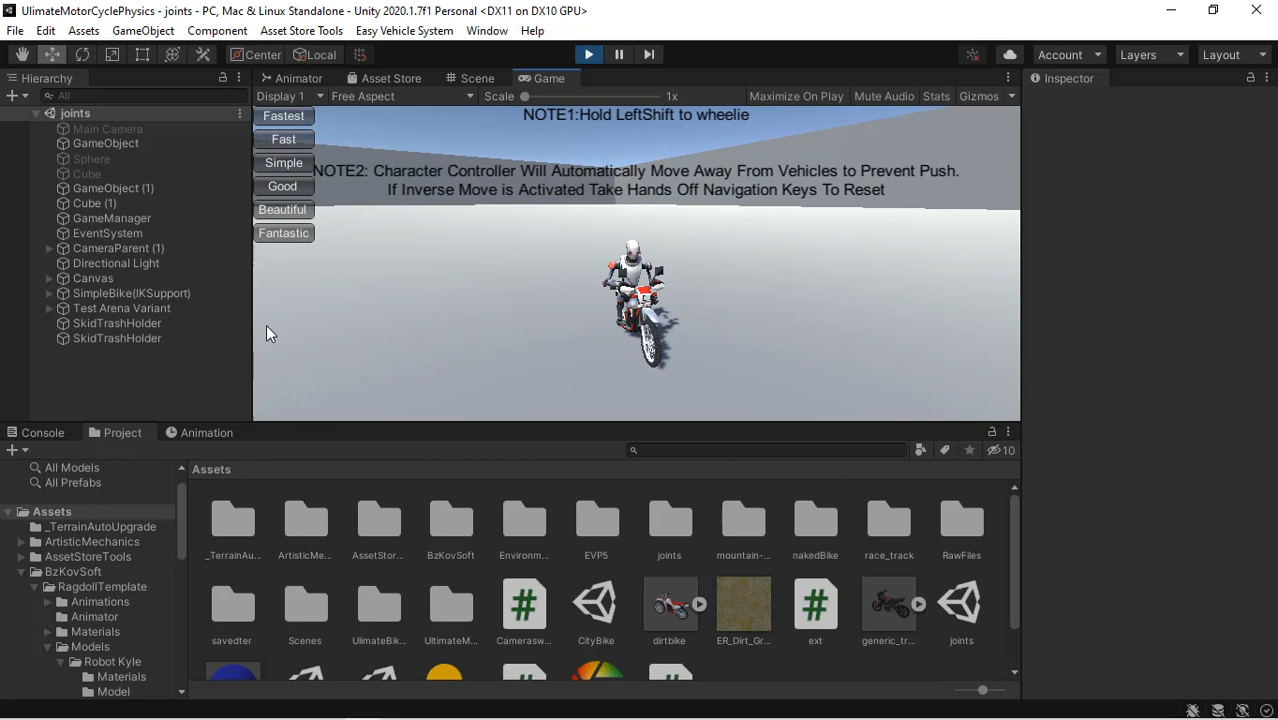 UlimateMotorCyclePhysics - joints - PC, Mac & Linux Standalone - Unity 2020.1.7f1 Personal <DX11 on DX10 GPU>
File Edit Assets GameObject Component Asset Store Tools Easy Vehicle System Window Help
Center Local Account Layers Layout
Hierarchy Animator Asset Store Scene Game Inspector
All Display 1 Free Aspect Scale 1x Maximize On Play Mute Audio Stats Gizmos
joints
Main Camera
GameObject
Sphere
Cube
GameObject (1)
Cube (1)
GameManager
EventSystem
CameraParent (1)
Directional Light
Canvas
SimpleBike(IKSupport)
Test Arena Variant
SkidTrashHolder
SkidTrashHolder
Fastest
Fast
Simple
Good
Beautiful
Fantastic
NOTE1:Hold LeftShift to wheelie
NOTE2: Character Controller Will Automatically Move Away From Vehicles to Prevent Push.
If Inverse Move is Activated Take Hands Off Navigation Keys To Reset
Console Project Animation
10
All Models
All Prefabs
Assets
_TerrainAutoUpgrade
ArtisticMechanics
AssetStoreTools
BzKovSoft
RagdollTemplate
Animations
Animator
Materials
Models
Robot Kyle
Materials
Model
Assets
_TerrainAu... ArtisticMe... AssetStor... BzKovSoft Environm... EVP5 joints mountain-... nakedBike race_track RawFiles
savedter Scenes UlimateBik... UltimateM... Camerasw... CityBike dirtbike ER_Dirt_Gr... ext generic_tr... joints